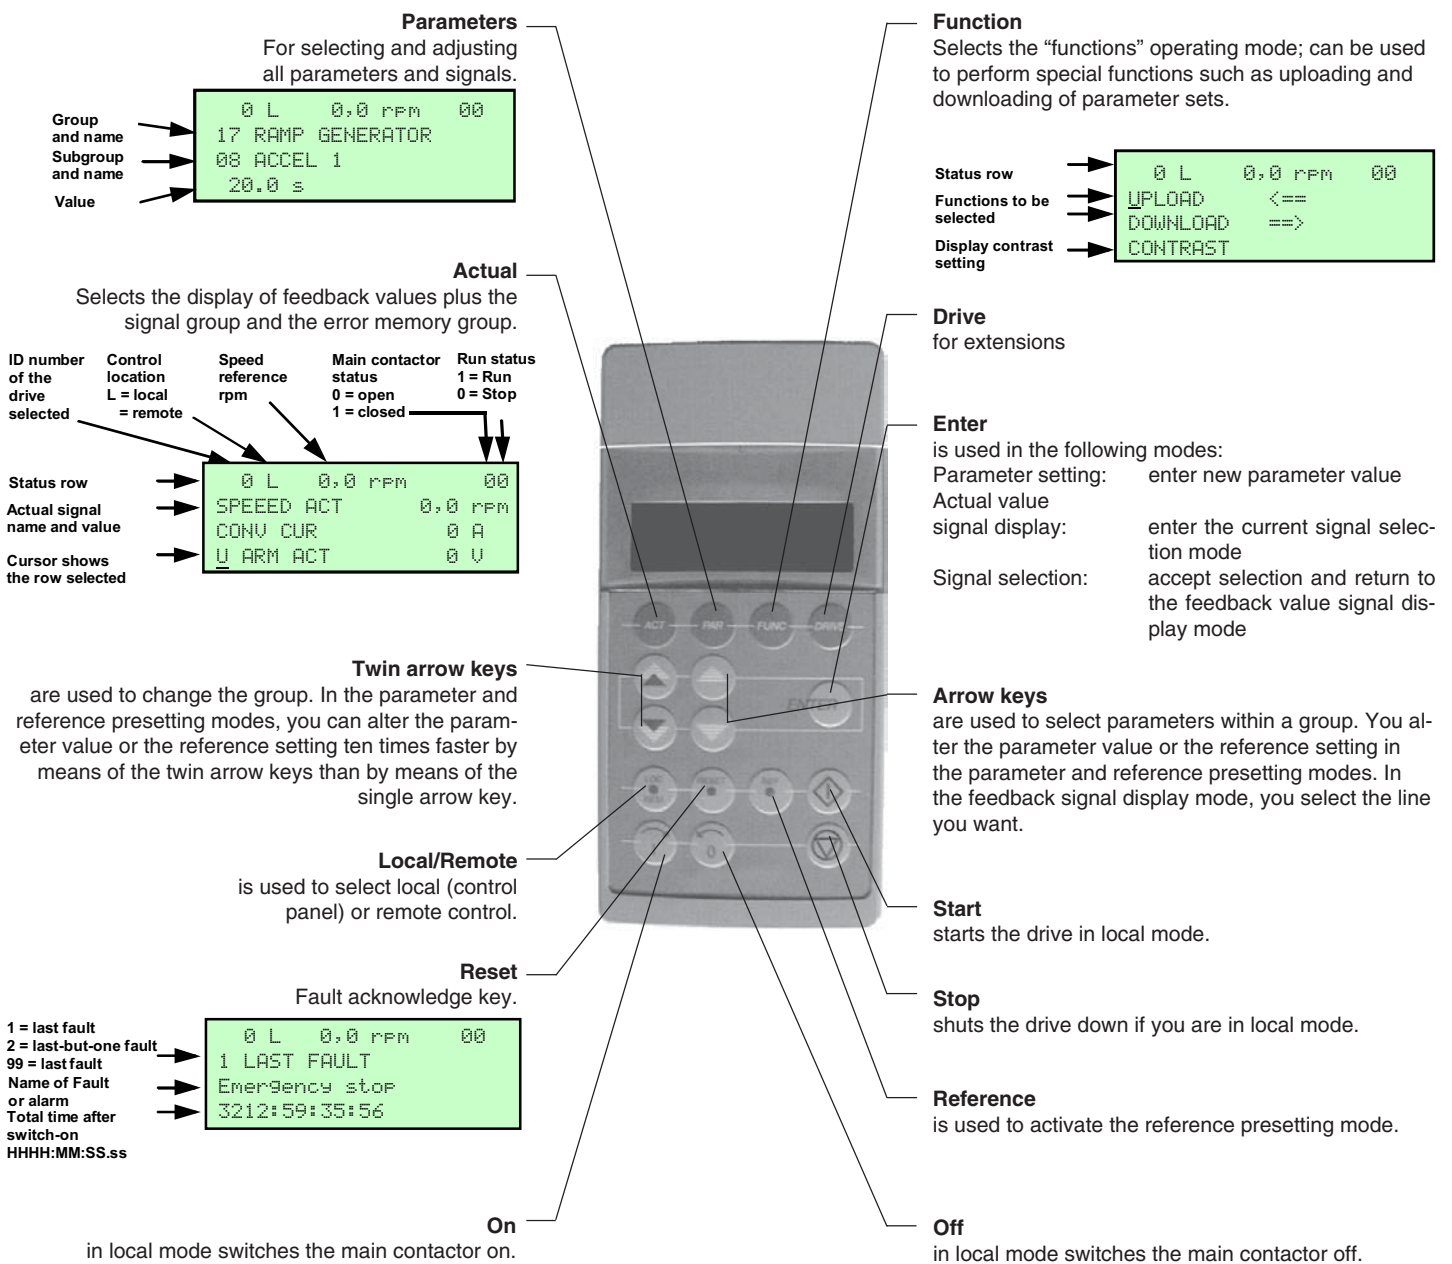 Parameters
For selecting and adjusting
all parameters and signals.
0 L 0,0 rpm 00
17 RAMP GENERATOR
08 ACCEL 1
20.0 s
Group
and name
Subgroup
and name
Value
Actual
Selects the display of feedback values plus the
signal group and the error memory group.
ID number
of the
drive
selected
Control
location
L = local
= remote
Speed
reference
rpm
Main contactor
status
0 = open
1 = closed
Run status
1 = Run
0 = Stop
Status row
Actual signal
name and value
Cursor shows
the row selected
0 L 0,0 rpm 00
SPEEED ACT 0,0 rpm
CONV CUR 0 A
U ARM ACT 0 V
Twin arrow keys
are used to change the group. In the parameter and
reference presetting modes, you can alter the param-
eter value or the reference setting ten times faster by
means of the twin arrow keys than by means of the
single arrow key.
Local/Remote
is used to select local (control
panel) or remote control.
Reset
Fault acknowledge key.
1 = last fault
2 = last-but-one fault
99 = last fault
Name of Fault
or alarm
Total time after
switch-on
HHHH:MM:SS.ss
0 L 0,0 rpm 00
1 LAST FAULT
Emergency stop
3212:59:35:56
On
in local mode switches the main contactor on.
ACT PAR FUNC DRIVE
ENTER
LOC
REM
RESET
REF
0
Function
Selects the “functions” operating mode; can be used
to perform special functions such as uploading and
downloading of parameter sets.
Status row
Functions to be
selected
Display contrast
setting
0 L 0,0 rpm 00
UPLOAD <==
DOWNLOAD ==>
CONTRAST
Drive
for extensions
Enter
is used in the following modes:
Parameter setting: enter new parameter value
Actual value
signal display: enter the current signal selec-
tion mode
Signal selection: accept selection and return to
the feedback value signal dis-
play mode
Arrow keys
are used to select parameters within a group. You al-
ter the parameter value or the reference setting in
the parameter and reference presetting modes. In
the feedback signal display mode, you select the line
you want.
Start
starts the drive in local mode.
Stop
shuts the drive down if you are in local mode.
Reference
is used to activate the reference presetting mode.
Off
in local mode switches the main contactor off.